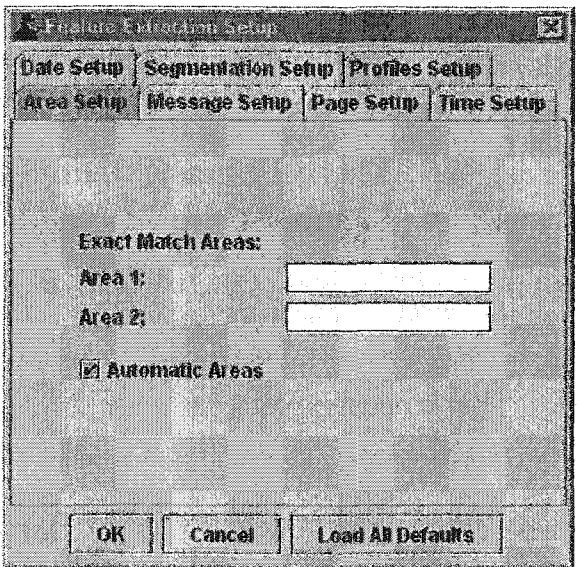 Feature Extraction Setup
Date Setup Segmentation Setup Profiles Setup
Area Setup Message Setup Page Setup Time Setup
Exact Match Areas:
Area 1:
Area 2:
Automatic Areas
OK Cancel Load All Defaults